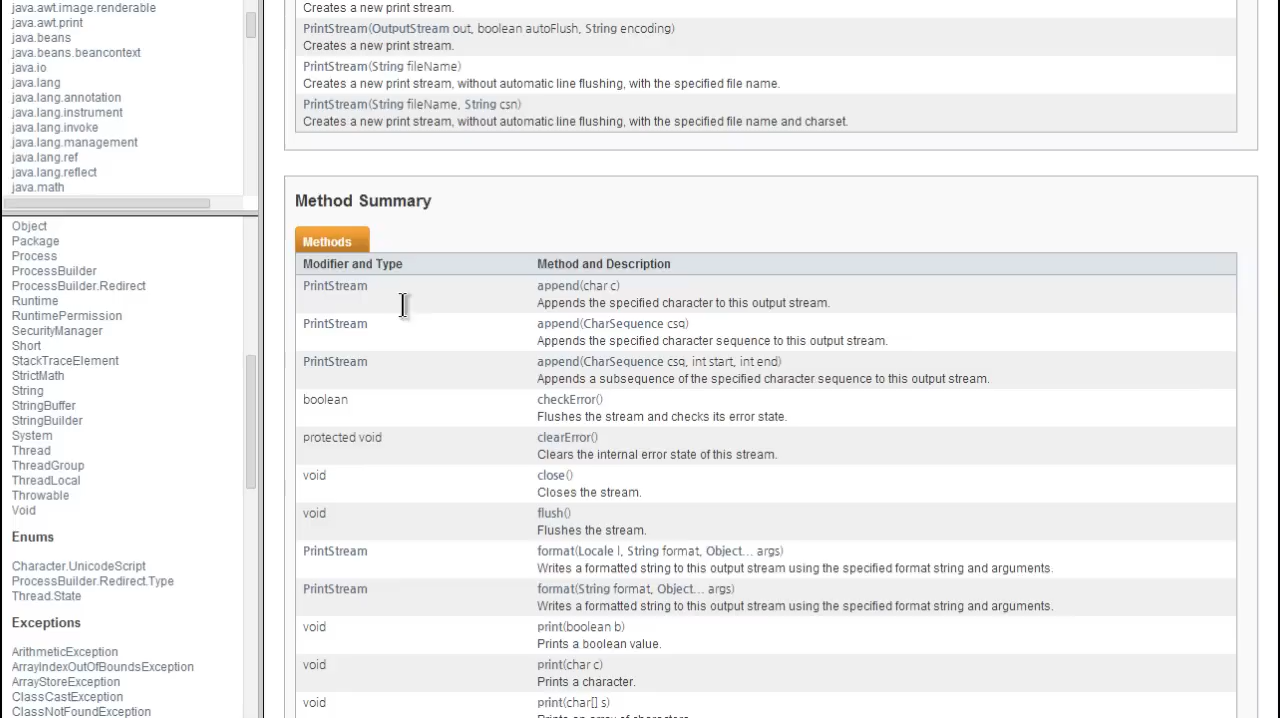 java.awt.image.renderable
java.awt.print
java.beans
java.beans.beancontext
java.io
java.lang
java.lang.annotation
java.lang.instrument
java.lang.invoke
java.lang.management
java.lang.ref
java.lang.reflect
java.math
Object
Package
Process
ProcessBuilder
ProcessBuilder.Redirect
Runtime
RuntimePermission
SecurityManager
Short
StackTraceElement
StrictMath
String
StringBuffer
StringBuilder
System
Thread
ThreadGroup
ThreadLocal
Throwable
Void
Enums
Character.UnicodeScript
ProcessBuilder.Redirect.Type
Thread.State
Exceptions
ArithmeticException
ArrayIndexOutOfBoundsException
ArrayStoreException
ClassCastException
ClassNotFoundException
Creates a new print stream.
PrintStream(OutputStream out, boolean autoFlush, String encoding)
Creates a new print stream.
PrintStream(String fileName)
Creates a new print stream, without automatic line flushing, with the specified file name.
PrintStream(String fileName, String csn)
Creates a new print stream, without automatic line flushing, with the specified file name and charset.
Method Summary
Methods
Modifier and Type Method and Description
PrintStream append(char c)
Appends the specified character to this output stream.
PrintStream append(CharSequence csq)
Appends the specified character sequence to this output stream.
PrintStream append(CharSequence csq, int start, int end)
Appends a subsequence of the specified character sequence to this output stream.
boolean checkError()
Flushes the stream and checks its error state.
protected void clearError()
Clears the internal error state of this stream.
void close()
Closes the stream.
void flush()
Flushes the stream.
PrintStream format(Locale l, String format, Object... args)
Writes a formatted string to this output stream using the specified format string and arguments.
PrintStream format(String format, Object... args)
Writes a formatted string to this output stream using the specified format string and arguments.
void print(boolean b)
Prints a boolean value.
void print(char c)
Prints a character.
void print(char[] s)
Prints an array of characters.